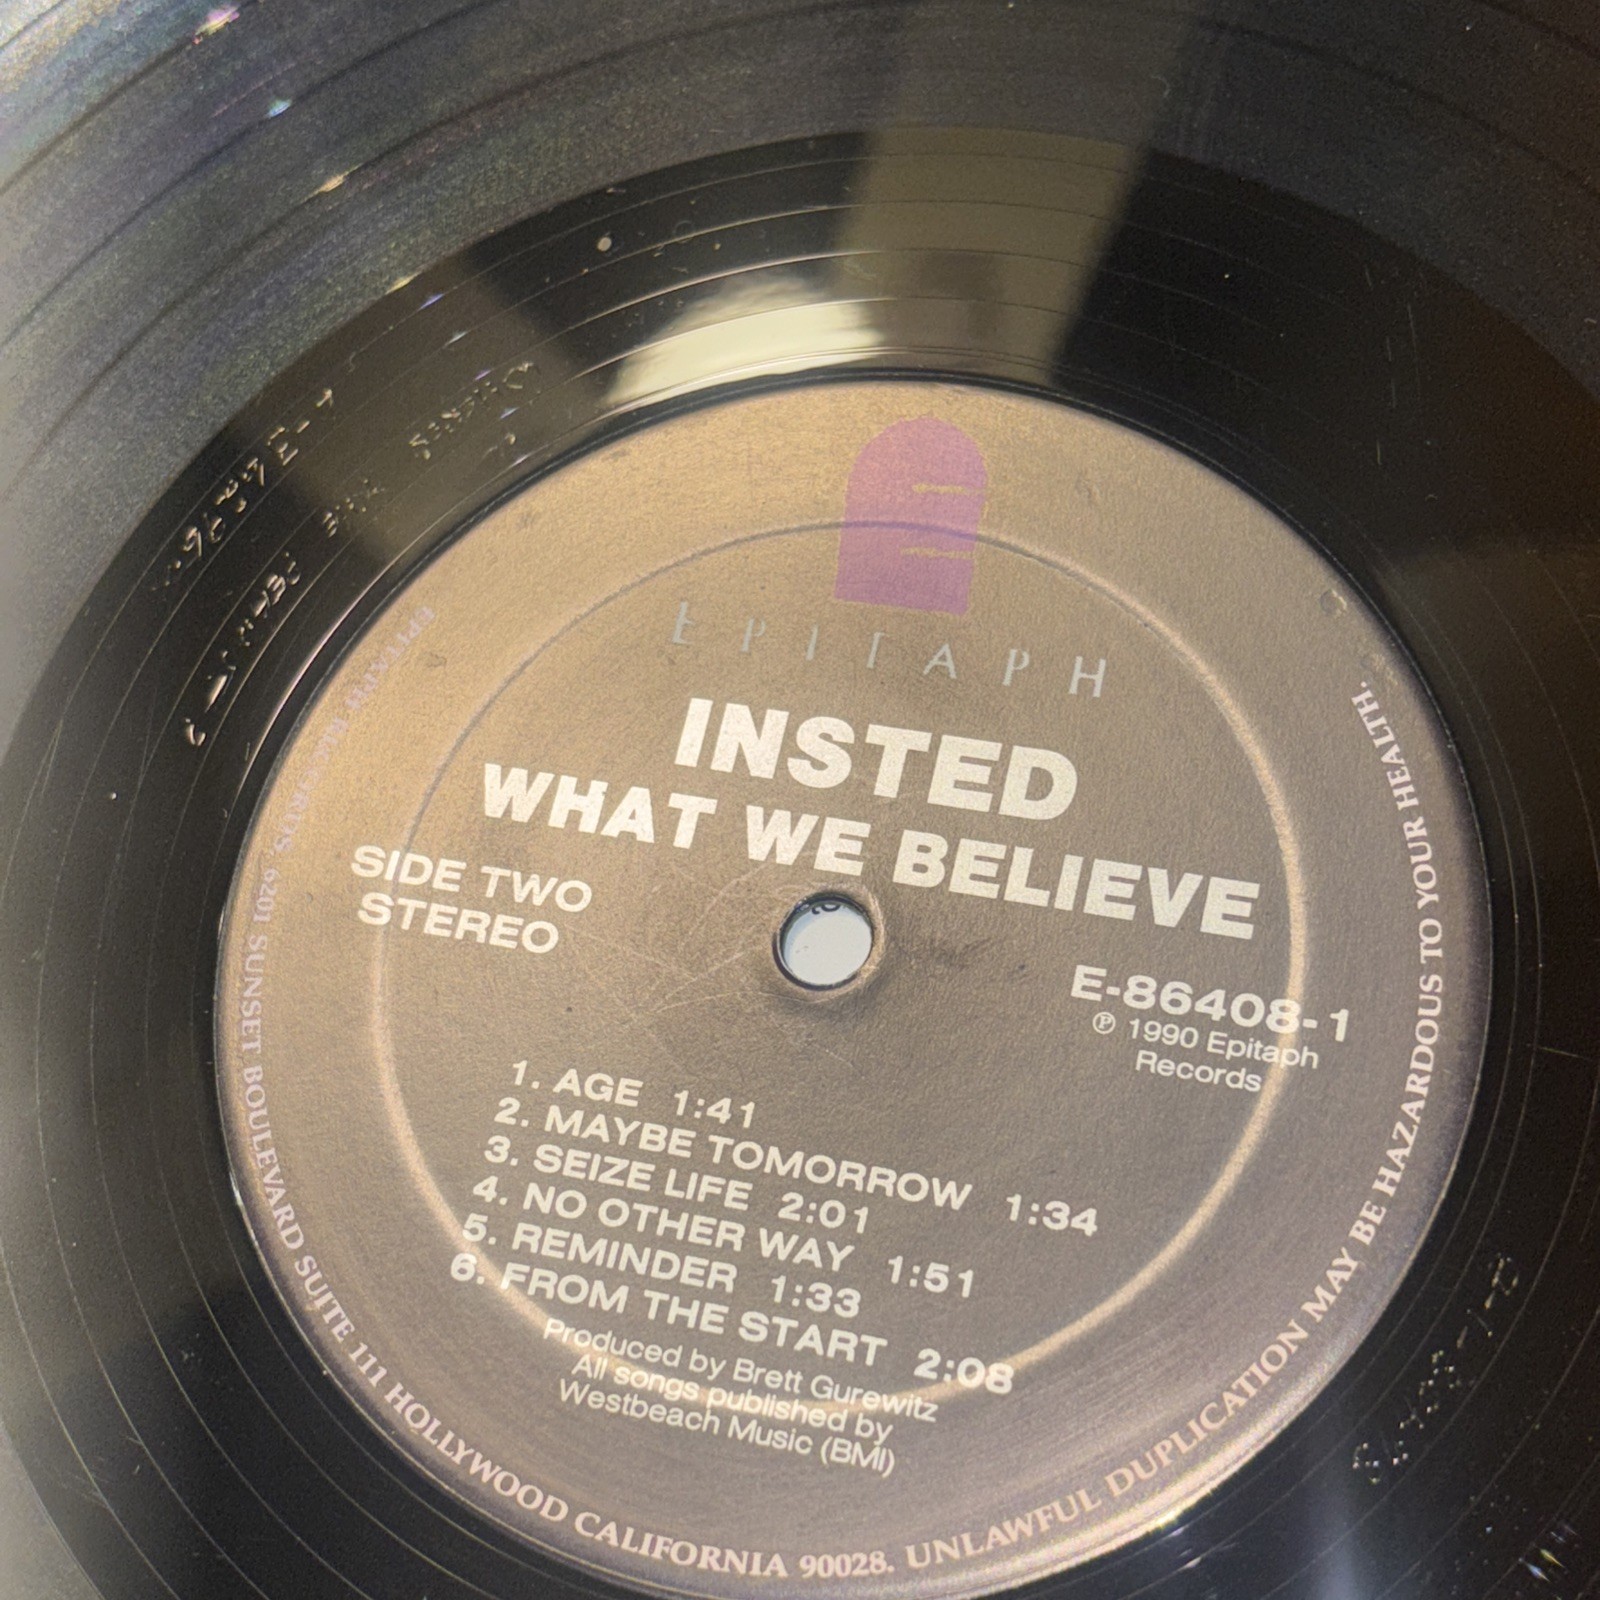 EPITAPH
INSTED
WHAT WE BELIEVE
SIDE TWO
STEREO
E-86408-1
℗ 1990 Epitaph
Records
1. AGE 1:41
2. MAYBE TOMORROW 1:34
3. SEIZE LIFE 2:01
4. NO OTHER WAY 1:51
5. REMINDER 1:33
6. FROM THE START 2:08
Produced by Brett Gurewitz
All songs published by
Westbeach Music (BMI)
EPITAPH RECORDS, 6201 SUNSET BOULEVARD SUITE 111 HOLLYWOOD CALIFORNIA 90028. UNLAWFUL DUPLICATION MAY BE HAZARDOUS TO YOUR HEALTH.